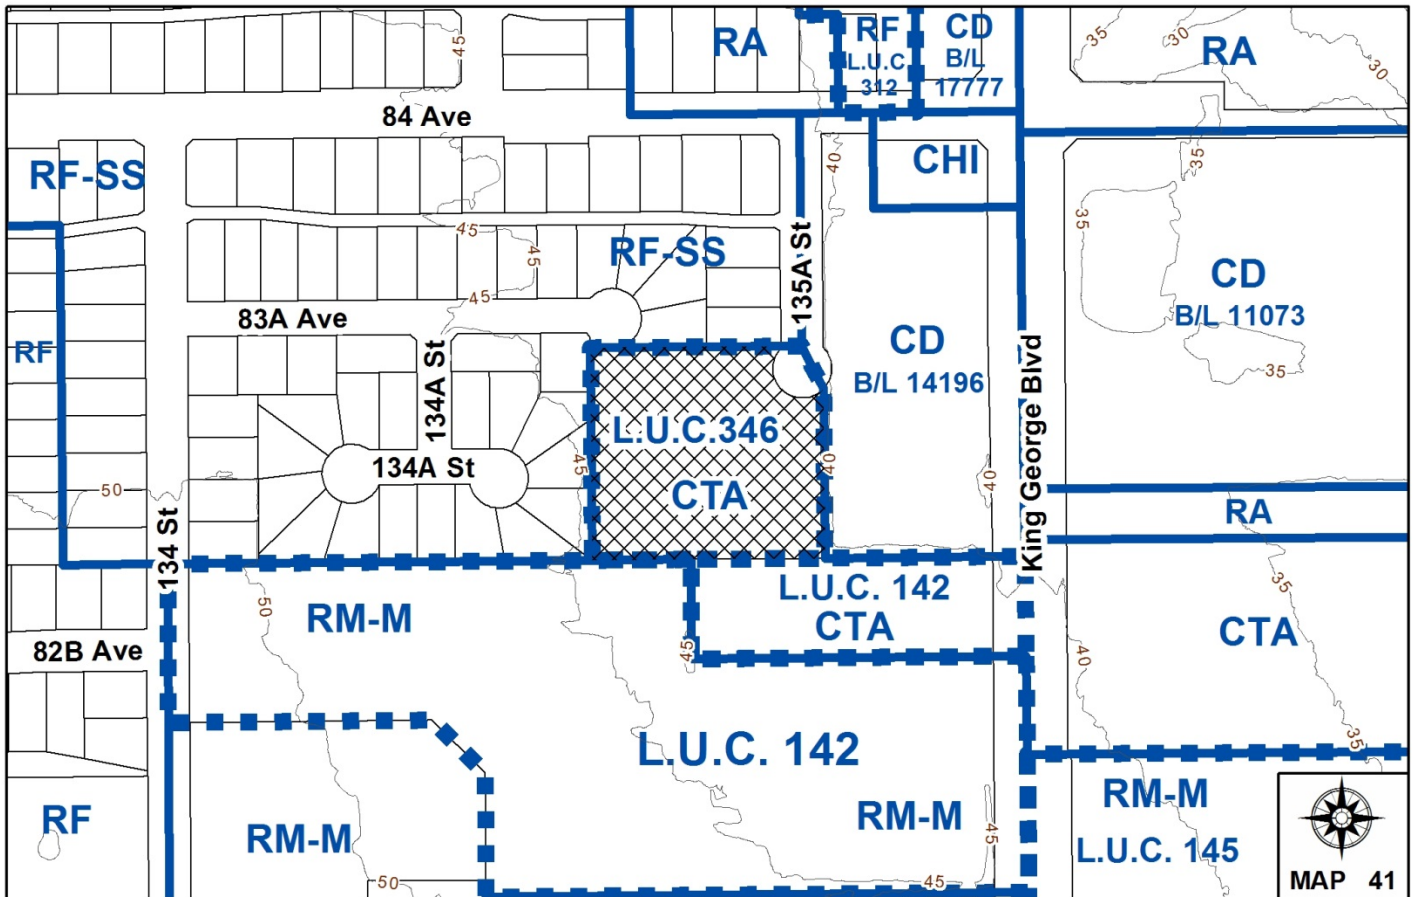 45
RA
RF
L.U.C.
312
CD
B/L
17777
35
30
RA
30
84 Ave
RF-SS
40
CHI
35
45
RF-SS
45
135A St
35
CD
B/L 11073
45
83A Ave
RF
134A St
CD
B/L 14196
King George Blvd
35
L.U.C.346
CTA
134A St
45
40
40
50
134 St
RA
50
RM-M
L.U.C. 142
CTA
35
82B Ave
45
40
CTA
L.U.C. 142
35
RF
RM-M
RM-M
45
RM-M
L.U.C. 145
50
45
MAP 41